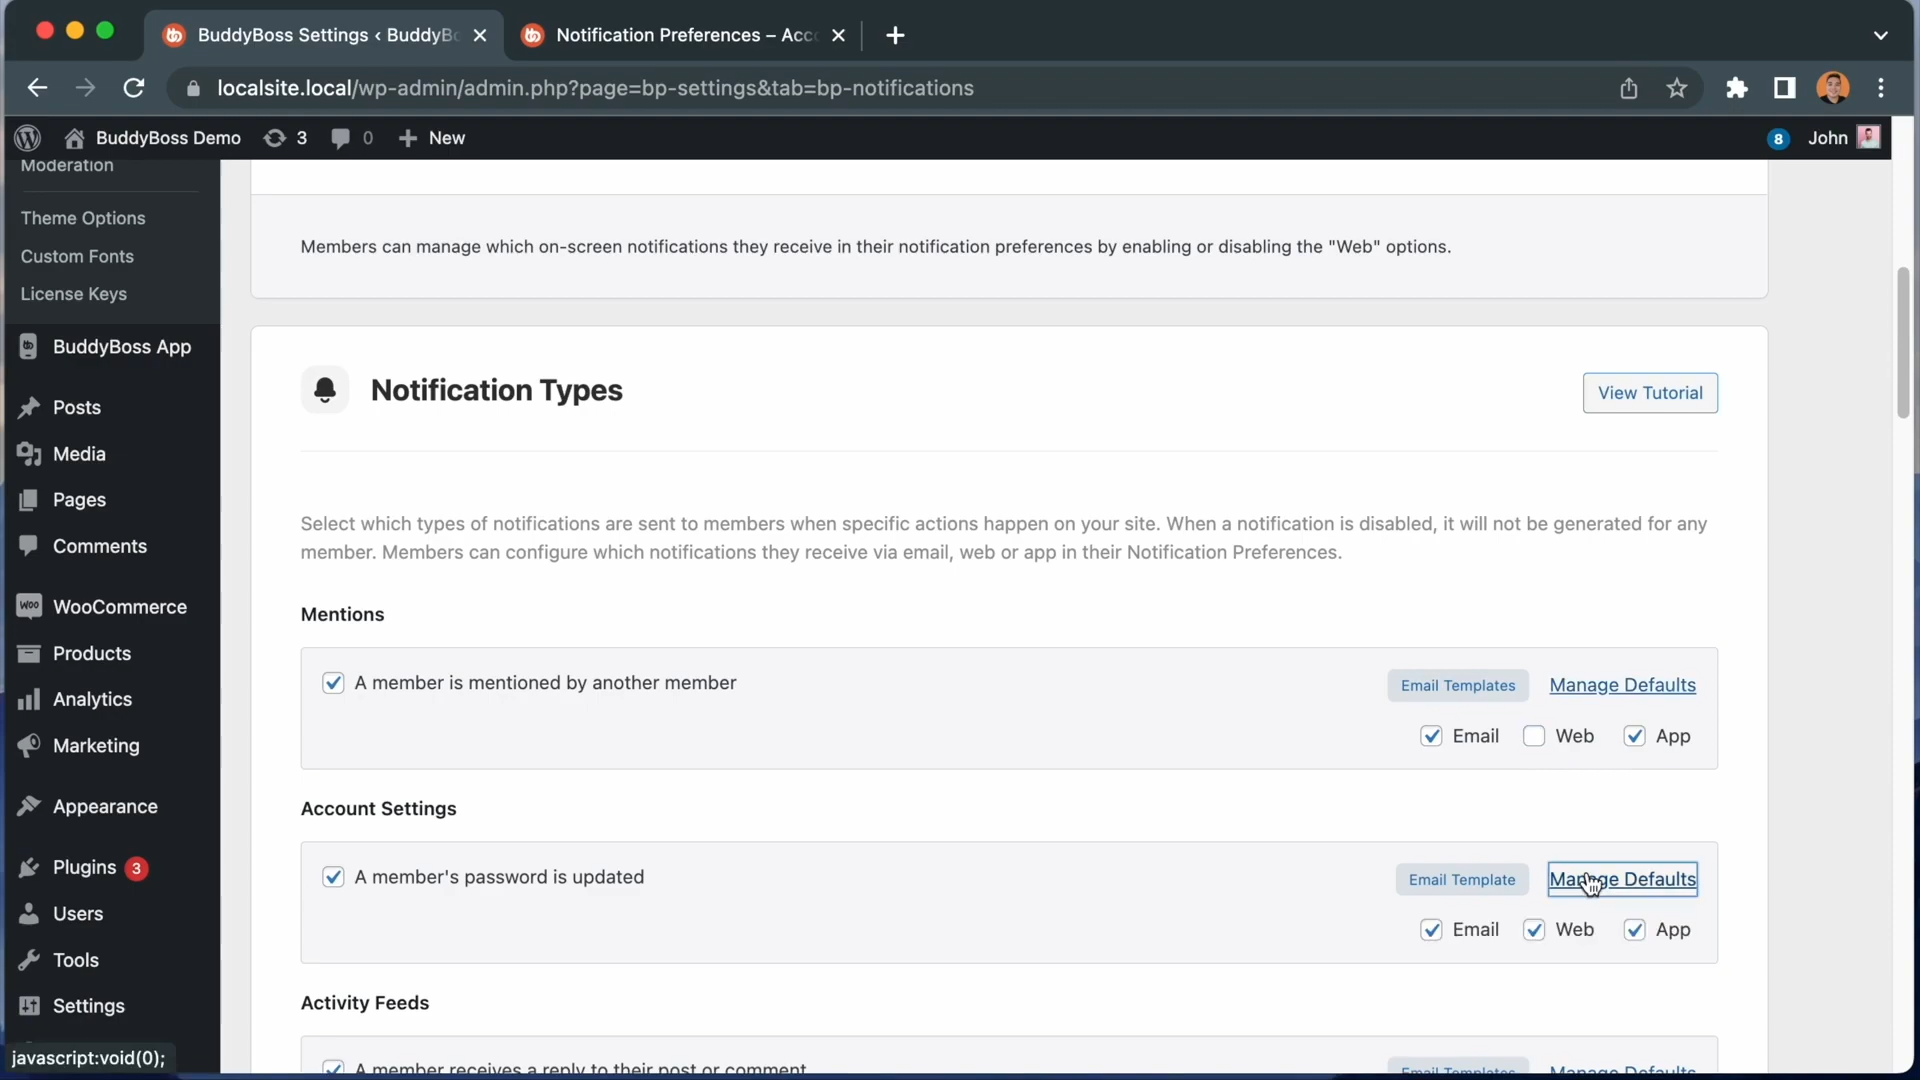 BuddyBoss Settings ‹ BuddyBo
Notification Preferences – Acco
localsite.local/wp-admin/admin.php?page=bp-settings&tab=bp-notifications
BuddyBoss Demo
3
0
New
8
John
Moderation
Theme Options
Custom Fonts
License Keys
BuddyBoss App
Posts
Media
Pages
Comments
WooCommerce
Products
Analytics
Marketing
Appearance
Plugins 3
Users
Tools
Settings
javascript:void(0);
Members can manage which on-screen notifications they receive in their notification preferences by enabling or disabling the "Web" options.
Notification Types
View Tutorial
Select which types of notifications are sent to members when specific actions happen on your site. When a notification is disabled, it will not be generated for any
member. Members can configure which notifications they receive via email, web or app in their Notification Preferences.
Mentions
A member is mentioned by another member
Email Templates
Manage Defaults
Email
Web
App
Account Settings
A member's password is updated
Email Template
Manage Defaults
Email
Web
App
Activity Feeds
A member receives a reply to their post or comment
Email Templates
Manage Defaults